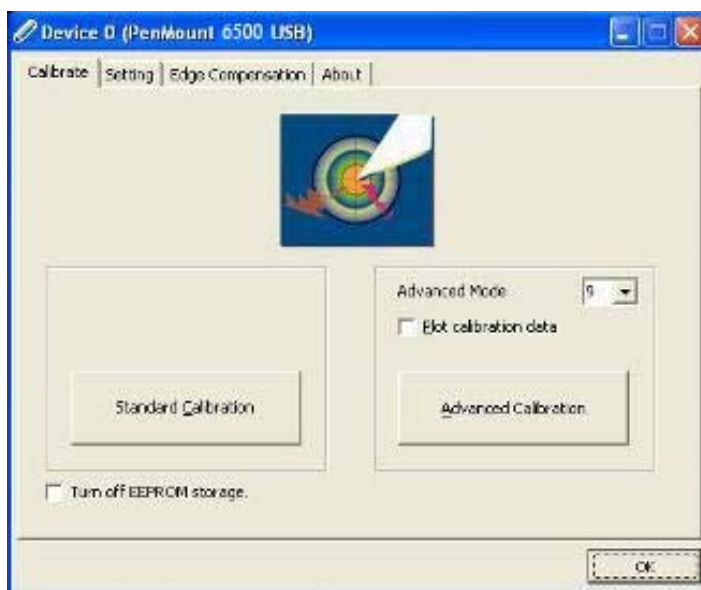 Device 0 (PenMount 6500 USB)
Calibrate Setting Edge Compensation About
Advanced Mode 9
Plot calibration data
Standard Calibration Advanced Calibration
Turn off EEPROM storage.
OK